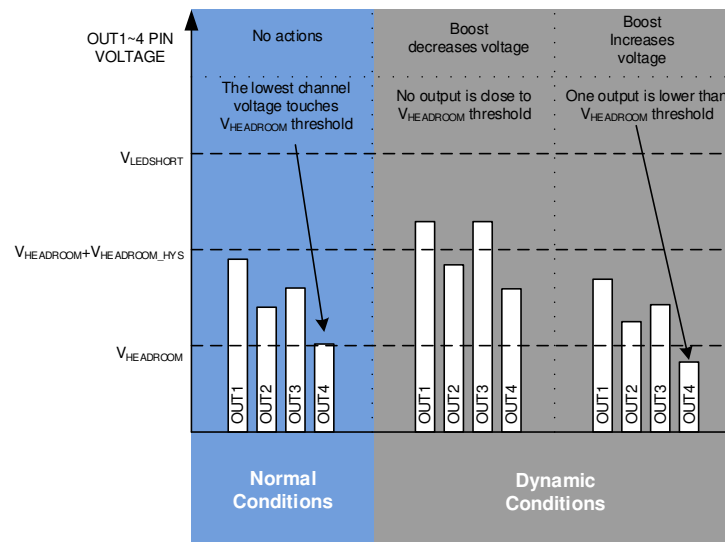 OUT1~4 PIN
VOLTAGE
No actions
Boost
decreases voltage
Boost
Increases
voltage
The lowest channel
voltage touches
VHEADROOM threshold
No output is close to
VHEADROOM threshold
One output is lower than
VHEADROOM threshold
VLEDSHORT
VHEADROOM+VHEADROOM_HYS
VHEADROOM
OUT1
OUT2
OUT3
OUT4
OUT1
OUT2
OUT3
OUT4
OUT1
OUT2
OUT3
OUT4
Normal
Conditions
Dynamic
Conditions